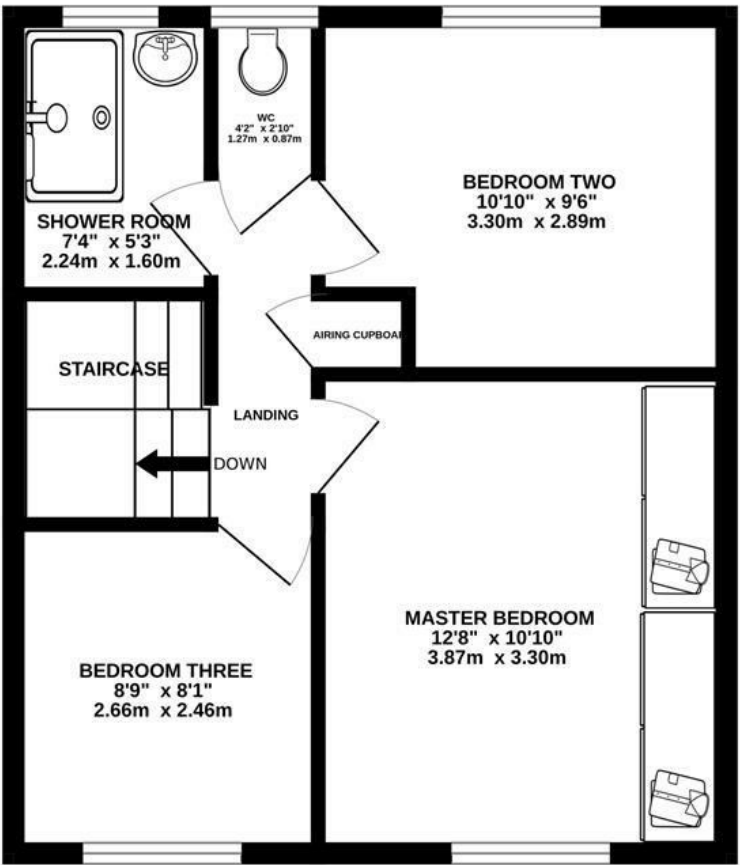 WC
4'2" x 2'10"
1.27m x 0.87m
BEDROOM TWO
10'10" x 9'6"
3.30m x 2.89m
SHOWER ROOM
7'4" x 5'3"
2.24m x 1.60m
AIRING CUPBOA
STAIRCASE
LANDING
DOWN
MASTER BEDROOM
12'8" x 10'10"
3.87m x 3.30m
BEDROOM THREE
8'9" x 8'1"
2.66m x 2.46m